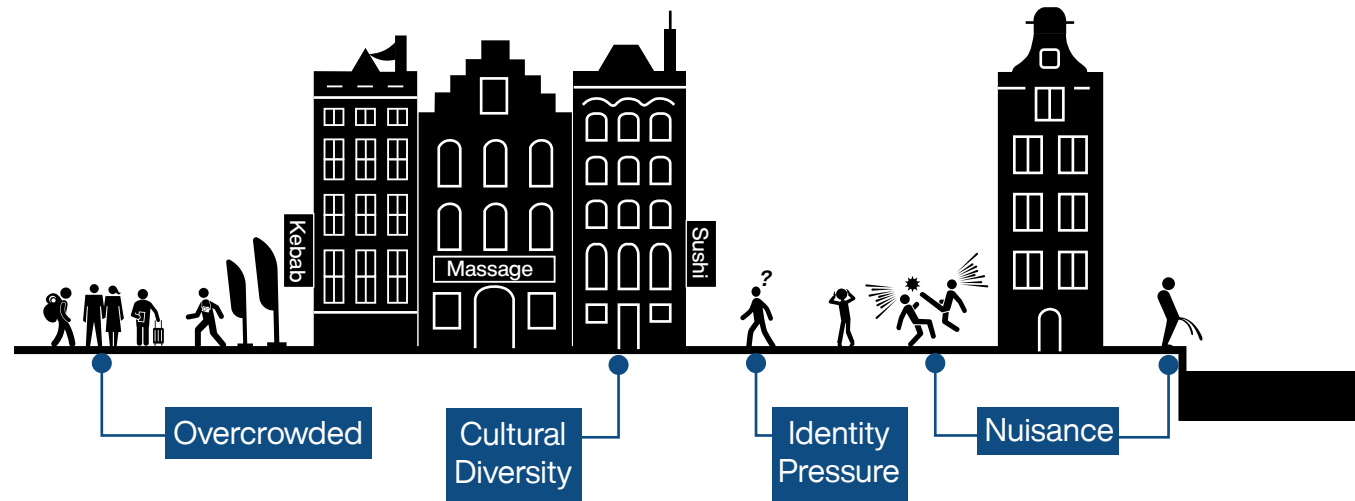 Kebab
Massage
Sushi
?
Overcrowded
Cultural
Diversity
Identity
Pressure
Nuisance